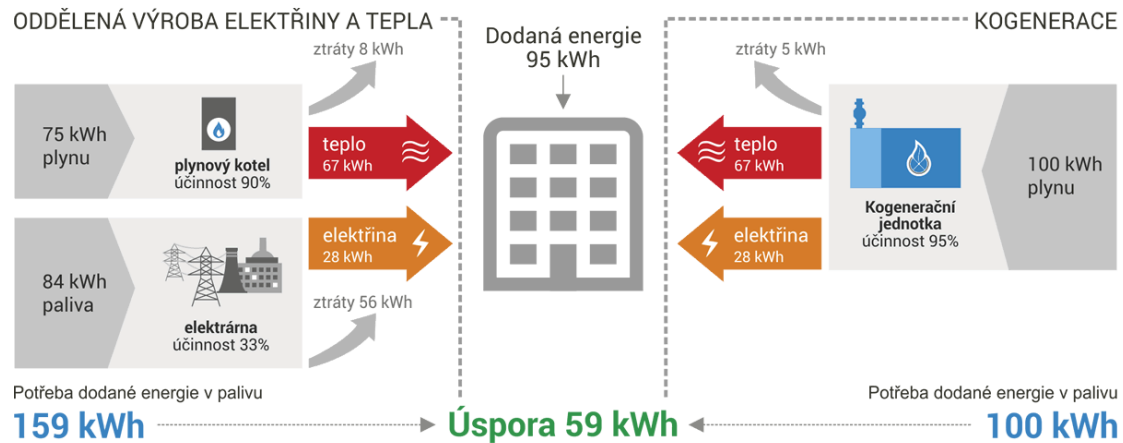 ODDĚLENÁ VÝROBA ELEKTŘINY A TEPLA
ztráty 8 kWh
75 kWh
plynu
plynový kotel
účinnost 90%
teplo
67 kWh
84 kWh
paliva
elektrárna
účinnost 33%
elektřina
28 kWh
ztráty 56 kWh
Potřeba dodané energie v palivu
159 kWh
Dodaná energie
95 kWh
Úspora 59 kWh
KOGENERACE
ztráty 5 kWh
teplo
67 kWh
elektřina
28 kWh
Kogenerační
jednotka
účinnost 95%
100 kWh
plynu
Potřeba dodané energie v palivu
100 kWh